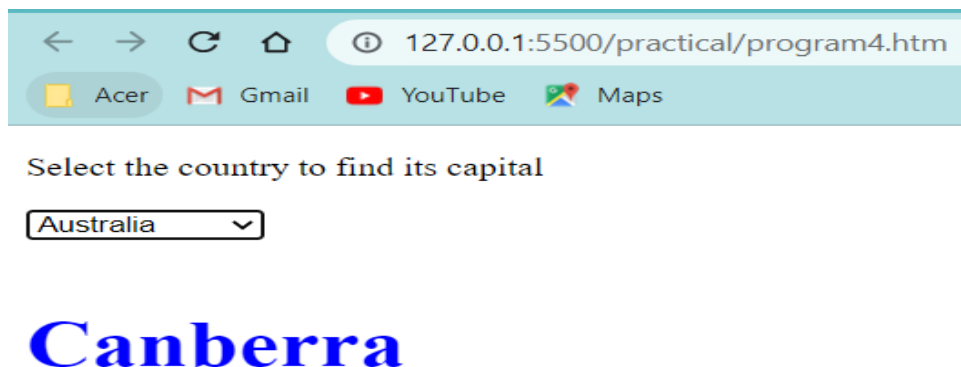 127.0.0.1:5500/practical/program4.htm
Acer Gmail YouTube Maps
Select the country to find its capital
Australia
Canberra